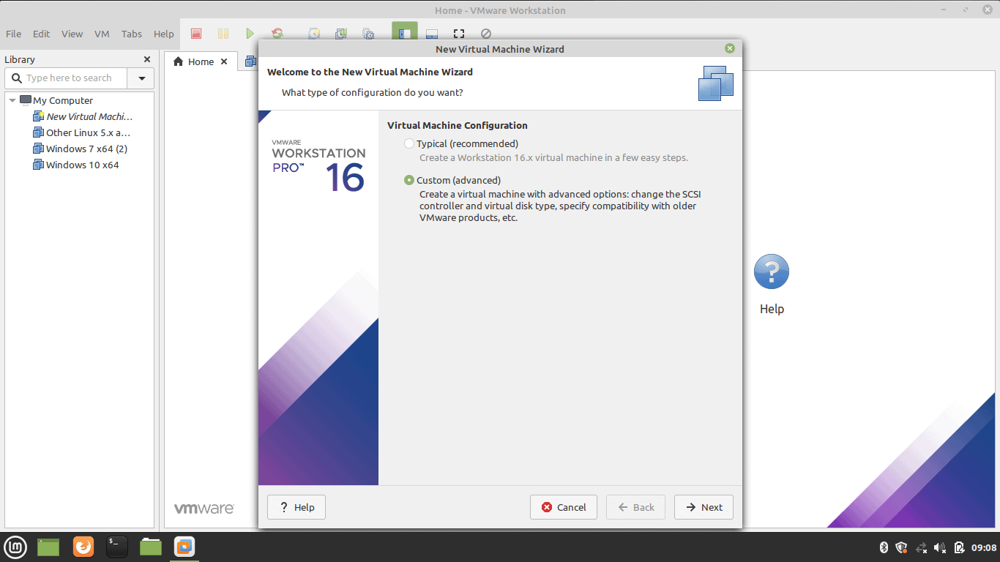 Home - VMware Workstation
File Edit View VM Tabs Help
Library
Home
Type here to search
My Computer
New Virtual Machi...
Other Linux 5.x a...
Windows 7 x64 (2)
Windows 10 x64
New Virtual Machine Wizard
Welcome to the New Virtual Machine Wizard
What type of configuration do you want?
VMWARE
WORKSTATION
PRO™ 16
Virtual Machine Configuration
Typical (recommended)
Create a Workstation 16.x virtual machine in a few easy steps.
Custom (advanced)
Create a virtual machine with advanced options: change the SCSI
controller and virtual disk type, specify compatibility with older
VMware products, etc.
? Help
Cancel
Back
Next
?
Help
vmware
lm
$_
09:08